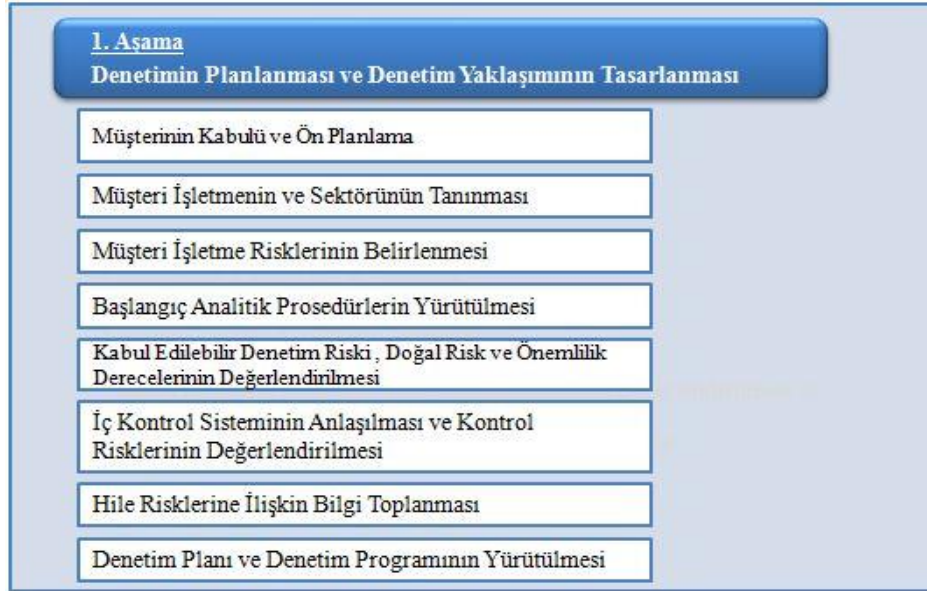 1. Aşama
Denetimin Planlanması ve Denetim Yaklaşımının Tasarlanması
Müşterinin Kabulü ve Ön Planlama
Müşteri İşletmenin ve Sektörünün Tanınması
Müşteri İşletme Risklerinin Belirlenmesi
Başlangıç Analitik Prosedürlerin Yürütülmesi
Kabul Edilebilir Denetim Riski , Doğal Risk ve Önemlilik
Derecelerinin Değerlendirilmesi
İç Kontrol Sisteminin Anlaşılması ve Kontrol
Risklerinin Değerlendirilmesi
Hile Risklerine İlişkin Bilgi Toplanması
Denetim Planı ve Denetim Programının Yürütülmesi